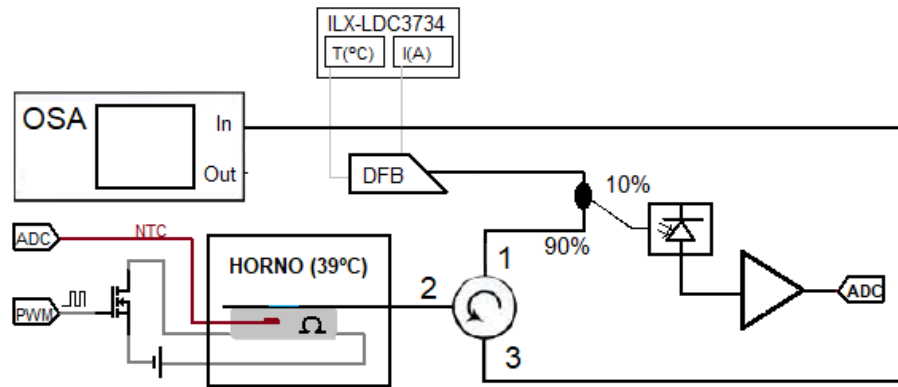 ILX-LDC3734
T(ºC) I(A)
OSA
In
Out
DFB
10%
90%
ADC
NTC
HORNO (39ºC)
1
2
3
PWM
Ω
ADC